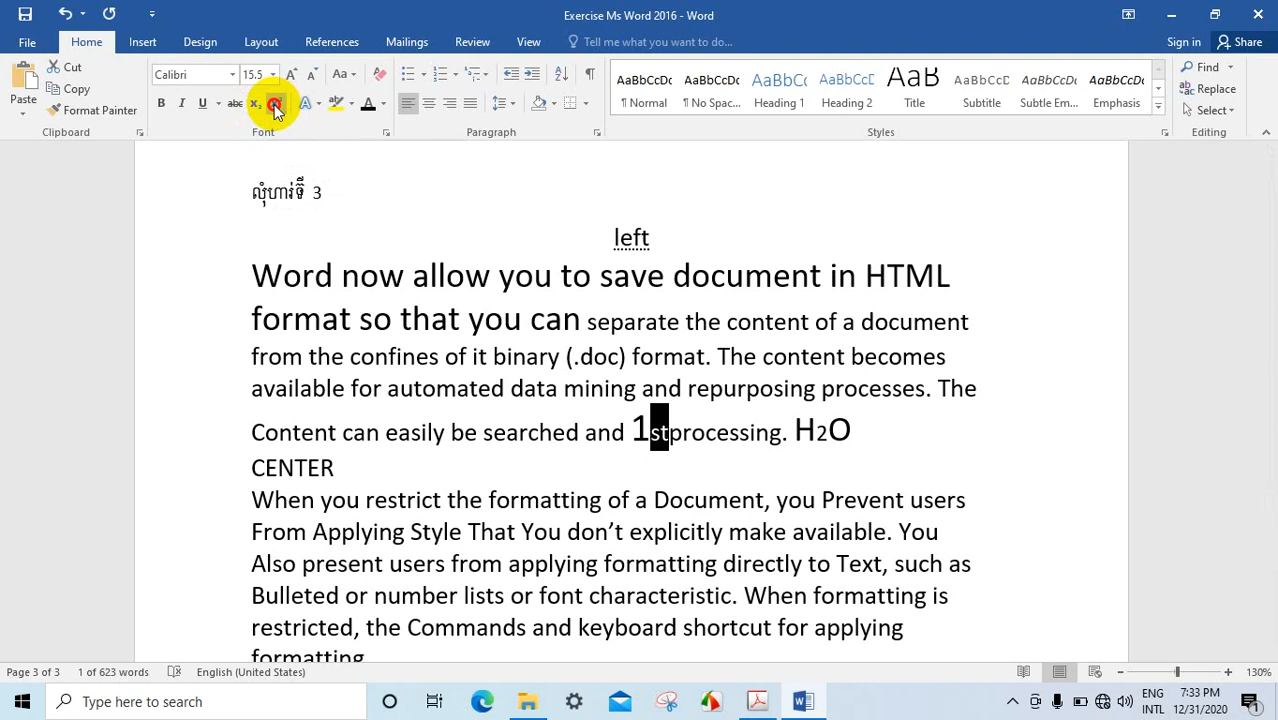 Exercise Ms Word 2016 - Word
File Home Insert Design Layout References Mailings Review View Tell me what you want to do... Sign in Share
Paste Cut Copy Format Painter
Clipboard
Calibri 15.5 Aa
B I U abc x₂ A A
Font
Paragraph
AaBbCcDc AaBbCcDc AaBbCc AaBbCcDc AaB AaBbCcD AaBbCcDc
¶ Normal ¶ No Spac... Heading Heading 2 Title Subtitle Subtle Em...
Styles
Find
Replace
Select
Editing
លុំហាត់ទី 3
left
Word now allow you to save document in HTML
format so that you can separate the content of a document
from the confines of it binary (.doc) format. The content becomes
available for automated data mining and repurposing processes. The
Content can easily be searched and 1stprocessing. H₂O
CENTER
When you restrict the formatting of a Document, you Prevent users
From Applying Style That You don’t explicitly make available. You
Also present users from applying formatting directly to Text, such as
Bulleted or number lists or font characteristic. When formatting is
restricted, the Commands and keyboard shortcut for applying
formatting
Page 3 of 3 1 of 623 words English (United States) 130%
Type here to search
ENG
INTL
7:33 PM
12/31/2020
1